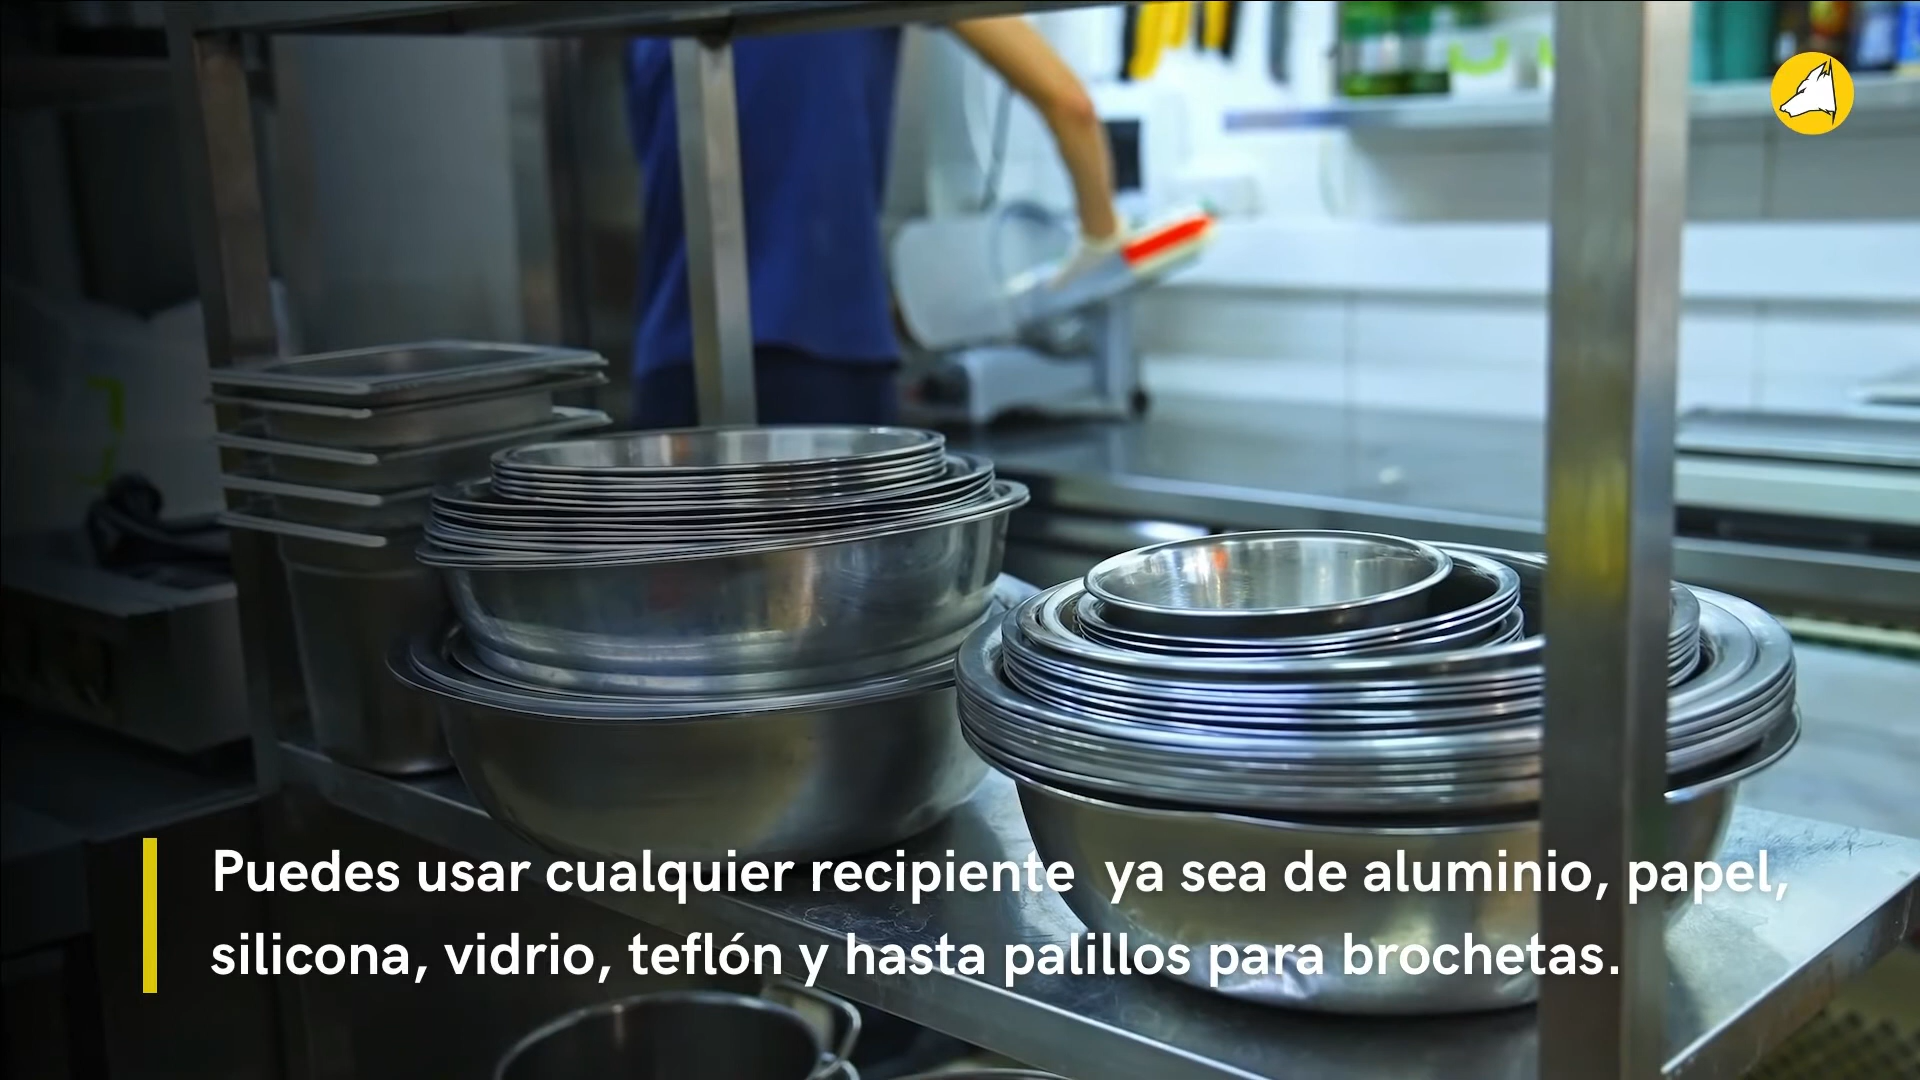 Puedes usar cualquier recipiente  ya sea de aluminio, papel,
silicona, vidrio, teflón y hasta palillos para brochetas.